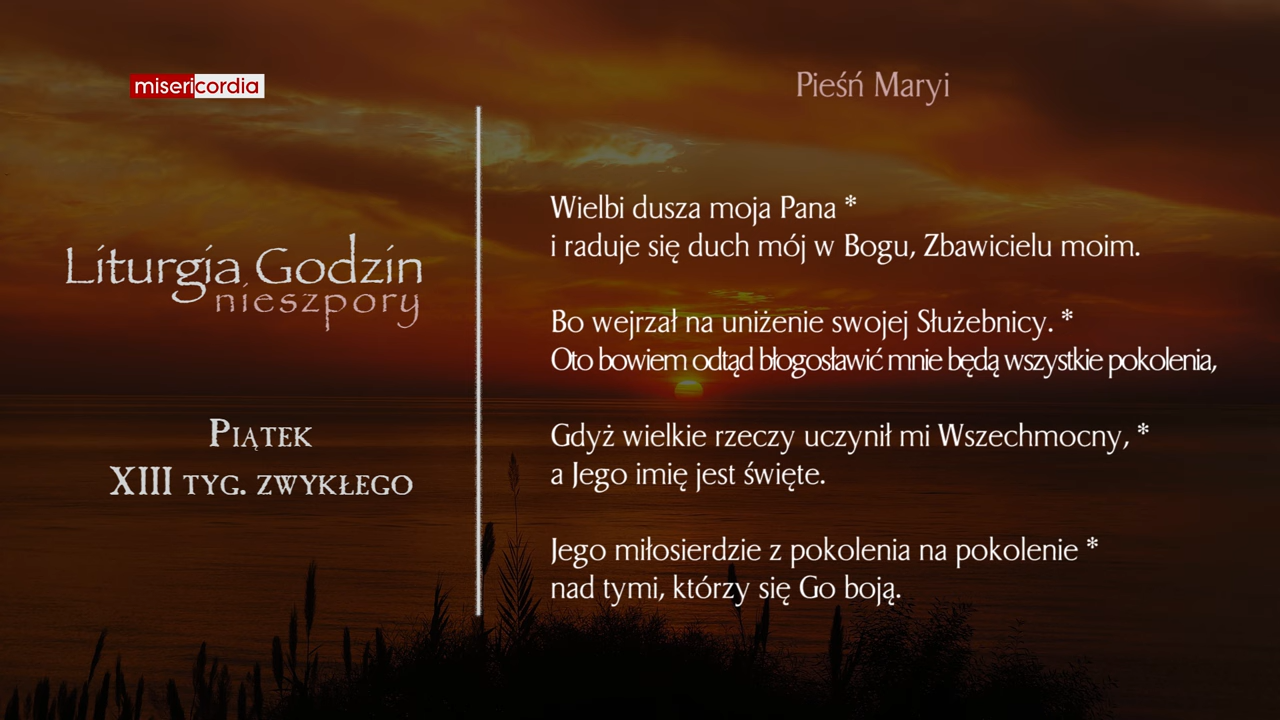 misericordia
Liturgia Godzin
nieszpory
Piątek
XIII tyg. zwykłego
Pieśń Maryi
Wielbi dusza moja Pana *
i raduje się duch mój w Bogu, Zbawicielu moim.
Bo wejrzał na uniżenie swojej Służebnicy. *
Oto bowiem odtąd błogosławić mnie będą wszystkie pokolenia,
Gdyż wielkie rzeczy uczynił mi Wszechmocny, *
a Jego imię jest święte.
Jego miłosierdzie z pokolenia na pokolenie *
nad tymi, którzy się Go boją.